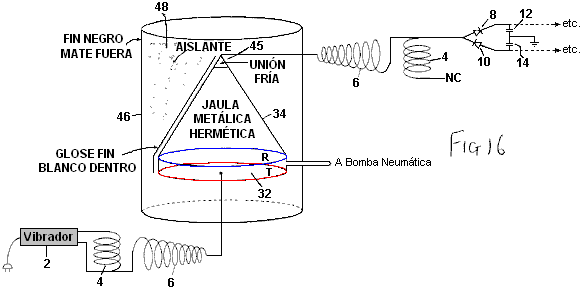 48
FIN NEGRO
MATE FUERA
AISLANTE
45
UNIÓN
FRÍA
46
JAULA
METÁLICA
HERMÉTICA
34
GLOSE FIN
BLANCO DENTRO
R
T
32
A Bomba Neumática
6
4
NC
8
10
12
14
etc.
etc.
FIG 16
Vibrador
2
4
6